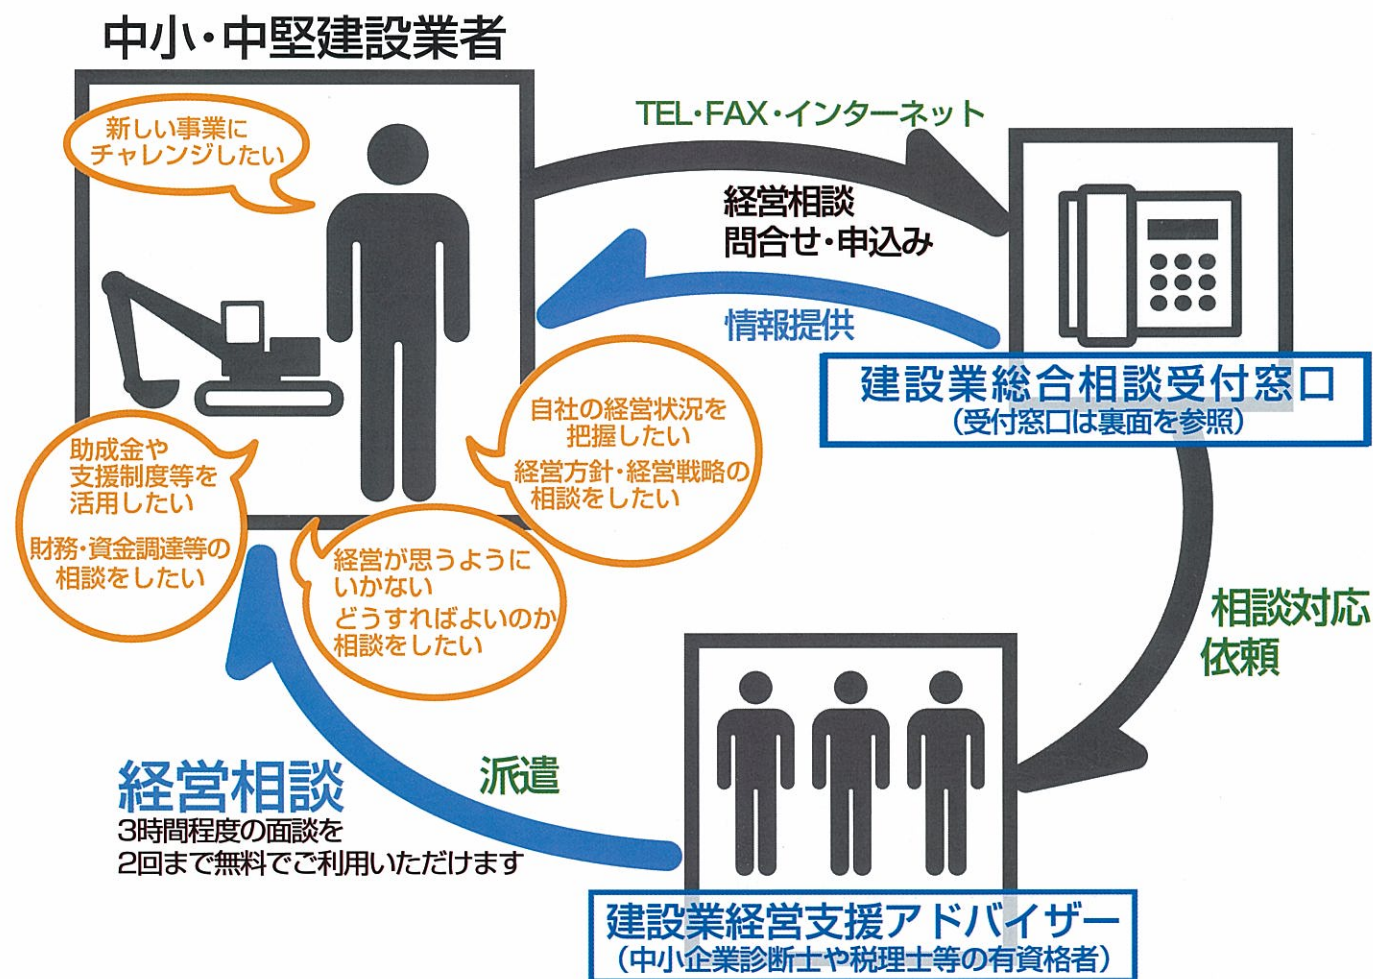 中小・中堅建設業者
新しい事業に
チャレンジしたい
TEL・FAX・インターネット
経営相談
問合せ・申込み
情報提供
建設業総合相談受付窓口
(受付窓口は裏面を参照)
自社の経営状況を
把握したい
経営方針・経営戦略の
相談をしたい
助成金や
支援制度等を
活用したい
財務・資金調達等の
相談をしたい
経営が思うように
いかない
どうすればよいのか
相談をしたい
相談対応
依頼
派遣
経営相談
3時間程度の面談を
2回まで無料でご利用いただけます
建設業経営支援アドバイザー
(中小企業診断士や税理士等の有資格者)